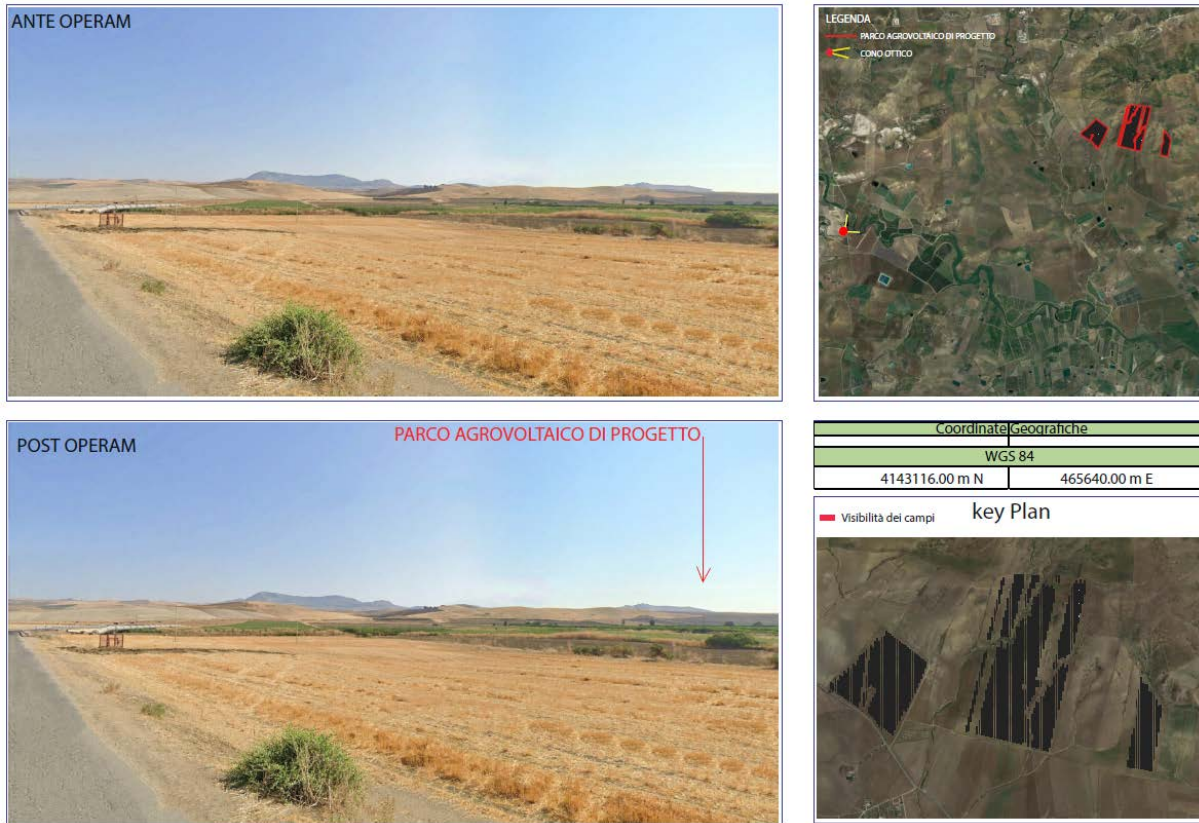 ANTE OPERAM
LEGENDA
PARCO AGROVOLTAICO DI PROGETTO
CONO OTTICO
POST OPERAM
PARCO AGROVOLTAICO DI PROGETTO
Coordinate Geografiche
WGS 84
4143116.00 m N 465640.00 m E
Visibilità dei campi
key Plan